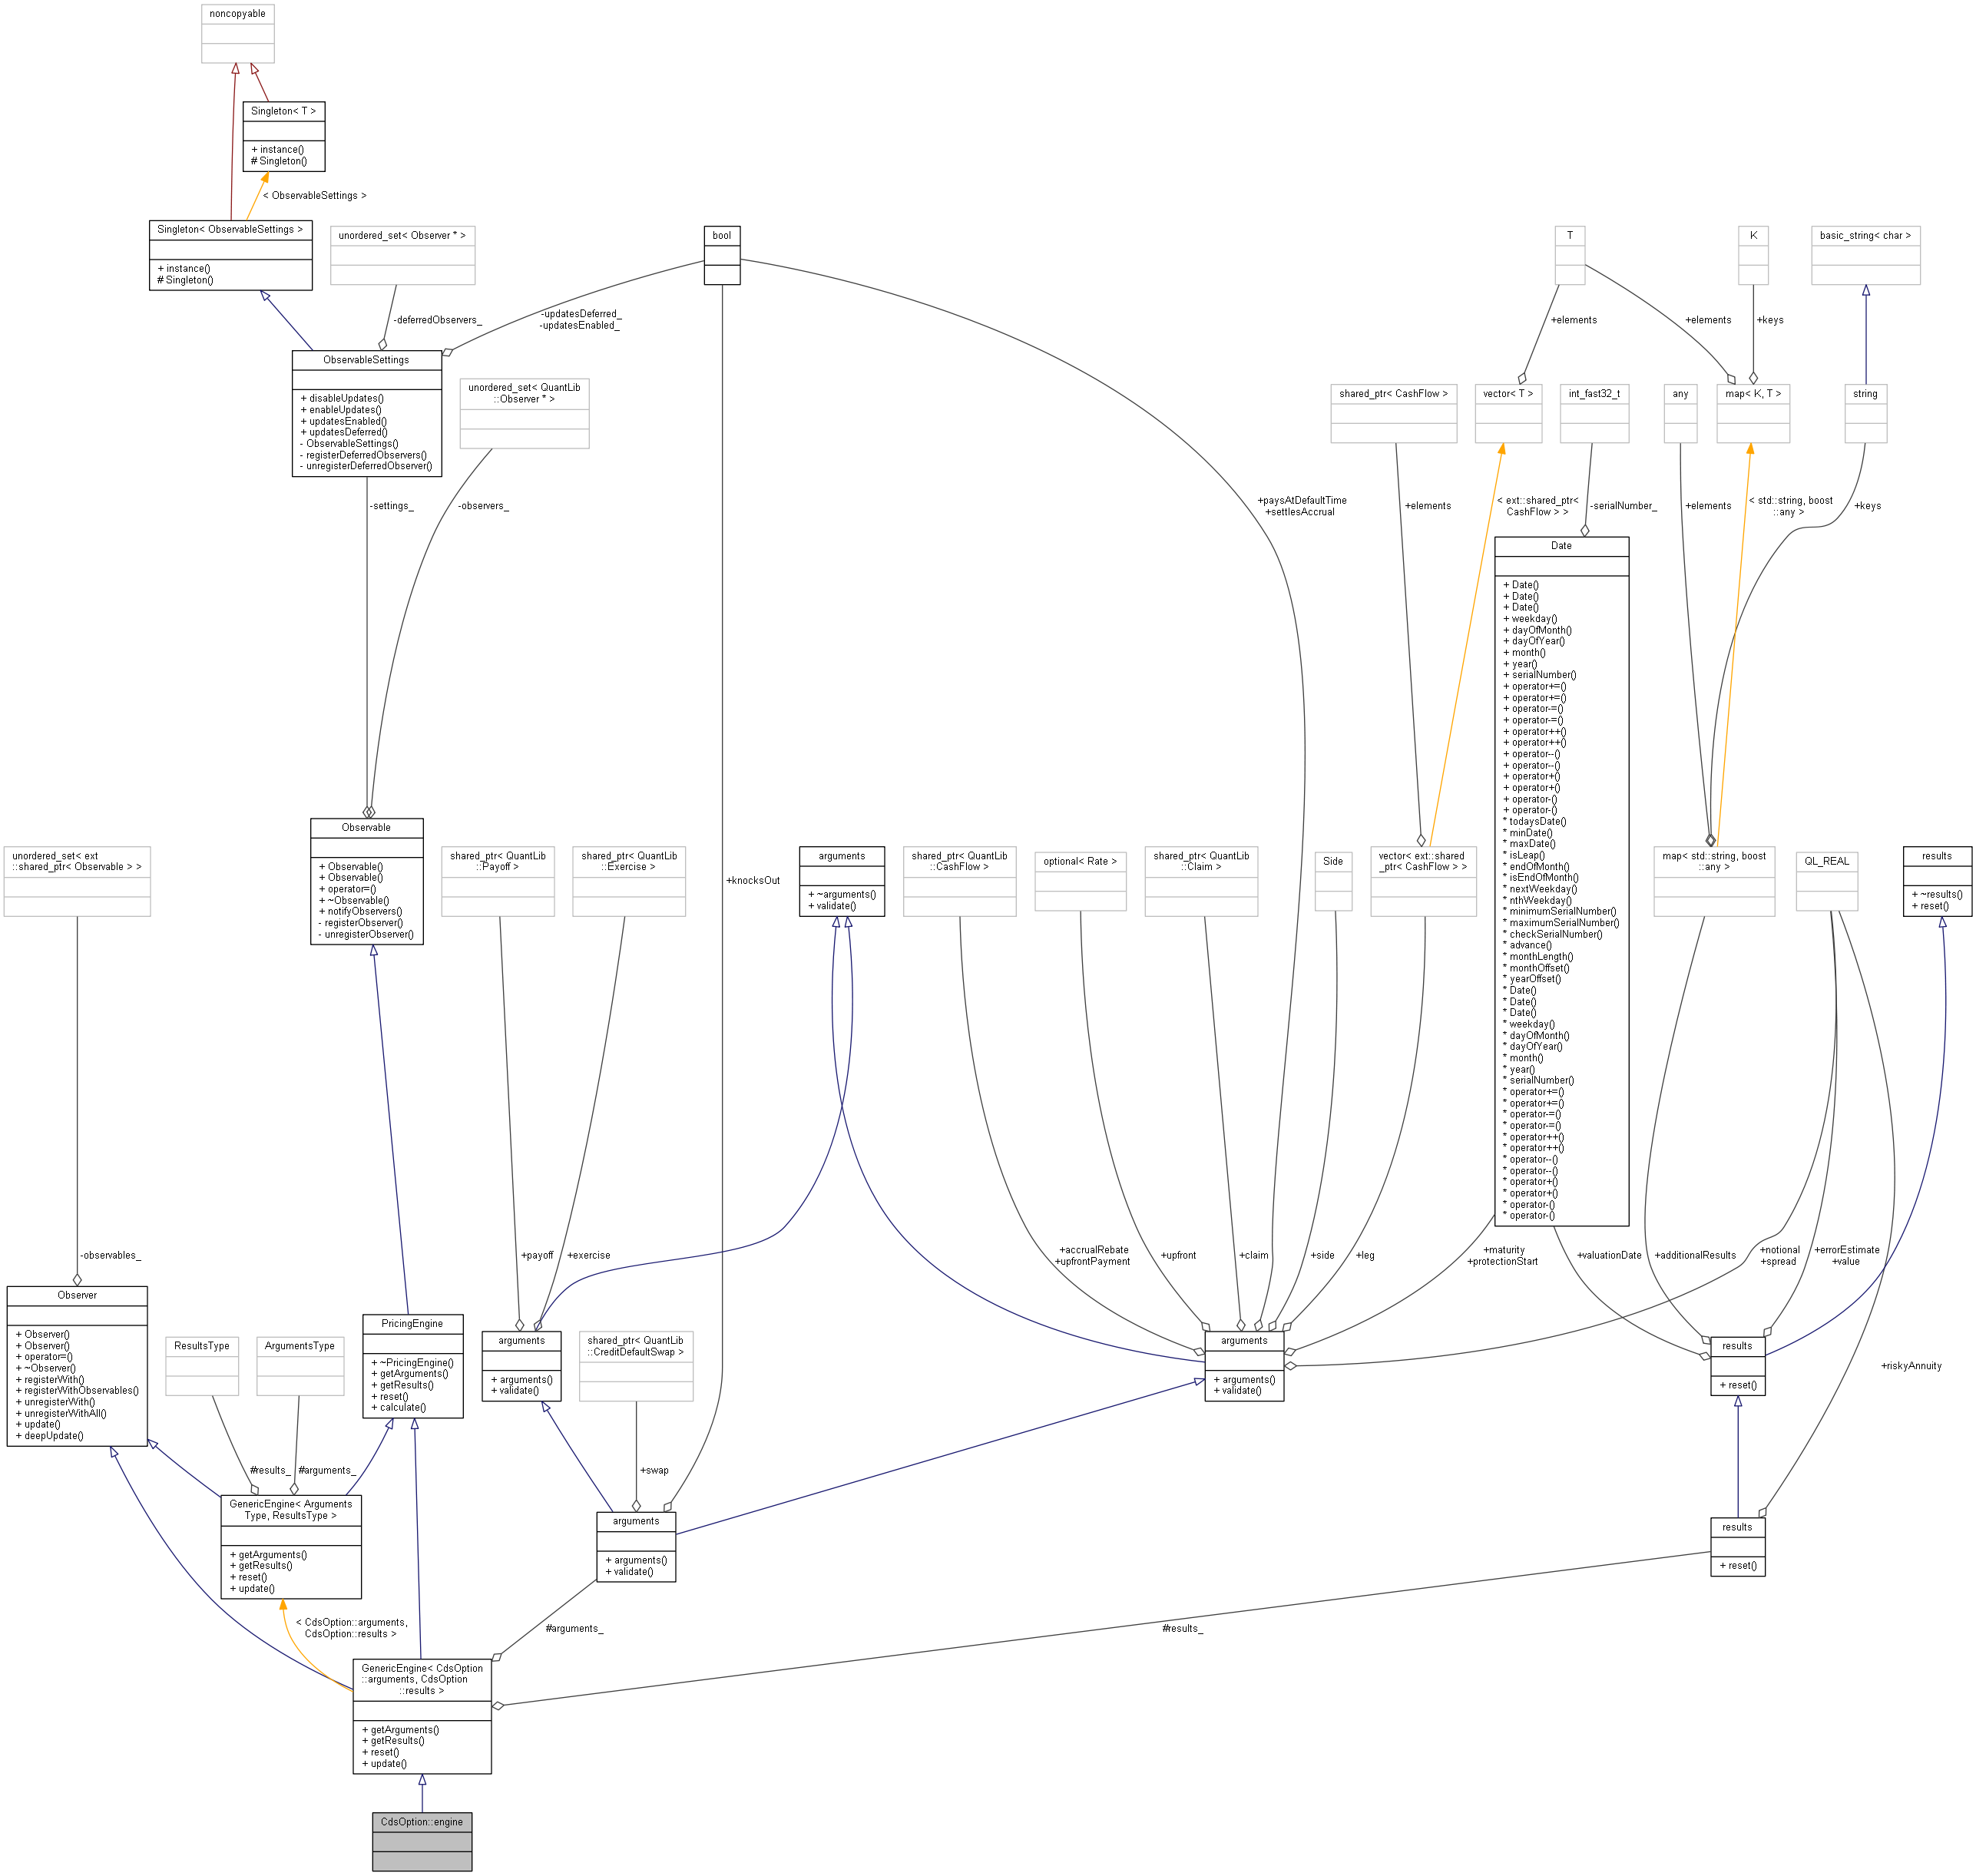 noncopyable
Singleton< T >
+ instance()
# Singleton()
< ObservableSettings >
Singleton< ObservableSettings >
+ instance()
# Singleton()
unordered_set< Observer * >
bool
T
K
basic_string< char >
-deferredObservers_
-updatesDeferred_
-updatesEnabled_
+elements
+elements
+keys
ObservableSettings
+ disableUpdates()
+ enableUpdates()
+ updatesEnabled()
+ updatesDeferred()
- ObservableSettings()
- registerDeferredObservers()
- unregisterDeferredObserver()
unordered_set< QuantLib
::Observer * >
shared_ptr< CashFlow >
vector< T >
int_fast32_t
any
map< K, T >
string
-settings_
-observers_
+paysAtDefaultTime
+settlesAccrual
+elements
< ext::shared_ptr<
CashFlow > >
-serialNumber_
+elements
< std::string, boost
::any >
+keys
Date
+ Date()
+ Date()
+ Date()
+ weekday()
+ dayOfMonth()
+ dayOfYear()
+ month()
+ year()
+ serialNumber()
+ operator+=()
+ operator+=()
+ operator-=()
+ operator-=()
+ operator++()
+ operator++()
+ operator--()
+ operator--()
+ operator+()
+ operator+()
+ operator-()
+ operator-()
* todaysDate()
* minDate()
* maxDate()
* isLeap()
* endOfMonth()
* isEndOfMonth()
* nextWeekday()
* nthWeekday()
* minimumSerialNumber()
* maximumSerialNumber()
* checkSerialNumber()
* advance()
* monthLength()
* monthOffset()
* yearOffset()
* Date()
* Date()
* Date()
* weekday()
* dayOfMonth()
* dayOfYear()
* month()
* year()
* serialNumber()
* operator+=()
* operator+=()
* operator-=()
* operator-=()
* operator++()
* operator++()
* operator--()
* operator--()
* operator+()
* operator+()
* operator-()
* operator-()
Observable
+ Observable()
+ Observable()
+ operator=()
+ ~Observable()
+ notifyObservers()
- registerObserver()
- unregisterObserver()
unordered_set< ext
::shared_ptr< Observable > >
shared_ptr< QuantLib
::Payoff >
shared_ptr< QuantLib
::Exercise >
+knocksOut
arguments
+ ~arguments()
+ validate()
shared_ptr< QuantLib
::CashFlow >
optional< Rate >
shared_ptr< QuantLib
::Claim >
Side
vector< ext::shared
_ptr< CashFlow > >
map< std::string, boost
::any >
QL_REAL
results
+ ~results()
+ reset()
-observables_
+payoff
+exercise
+accrualRebate
+upfrontPayment
+upfront
+claim
+side
+leg
+maturity
+protectionStart
+valuationDate
+additionalResults
+notional
+spread
+errorEstimate
+value
Observer
+ Observer()
+ Observer()
+ operator=()
+ ~Observer()
+ registerWith()
+ registerWithObservables()
+ unregisterWith()
+ unregisterWithAll()
+ update()
+ deepUpdate()
ResultsType
ArgumentsType
PricingEngine
+ ~PricingEngine()
+ getArguments()
+ getResults()
+ reset()
+ calculate()
arguments
+ arguments()
+ validate()
shared_ptr< QuantLib
::CreditDefaultSwap >
arguments
+ arguments()
+ validate()
results
+ reset()
+riskyAnnuity
#results_
#arguments_
+swap
GenericEngine< Arguments
Type, ResultsType >
+ getArguments()
+ getResults()
+ reset()
+ update()
arguments
+ arguments()
+ validate()
results
+ reset()
< CdsOption::arguments,
CdsOption::results >
#arguments_
#results_
GenericEngine< CdsOption
::arguments, CdsOption
::results >
+ getArguments()
+ getResults()
+ reset()
+ update()
CdsOption::engine